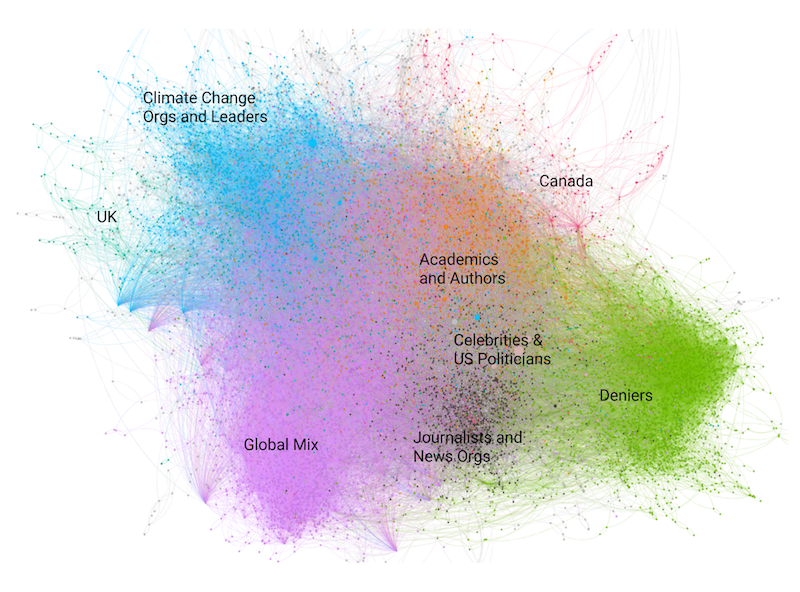 Climate Change
Orgs and Leaders
Canada
UK
Academics
and Authors
Celebrities &
US Politicians
Deniers
Global Mix
Journalists and
News Orgs